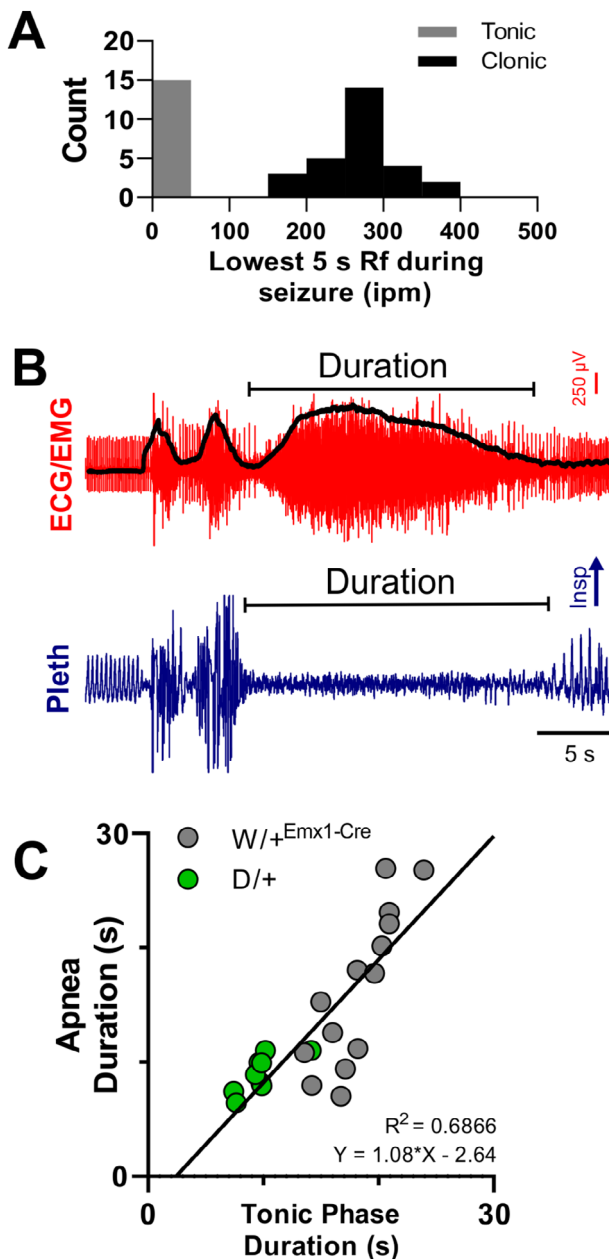 A
Tonic
Clonic
20
15
10
5
0
Count
0 100 200 300 400 500
Lowest 5 s Rf during
seizure (ipm)
B
Duration
250 µV
ECG/EMG
Duration
Insp
Pleth
5 s
C
30
W/+Emx1-Cre
D/+
Apnea
Duration (s)
R2 = 0.6866
Y = 1.08*X - 2.64
0
0 30
Tonic Phase
Duration (s)